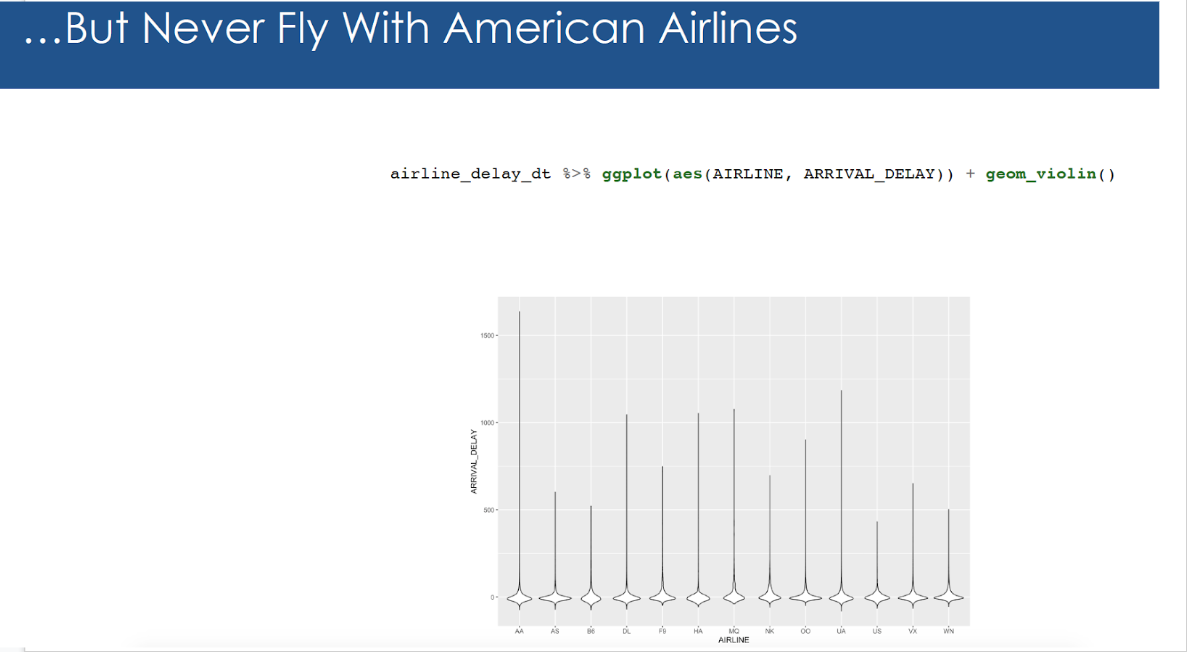 ...But Never Fly With American Airlines
airline_delay_dt %>% ggplot(aes(AIRLINE, ARRIVAL_DELAY)) + geom_violin()
1500
1000
500
0
ARRIVAL_DELAY
AA AS B6 DL F9 HA MQ NK OO UA US VX WN
AIRLINE